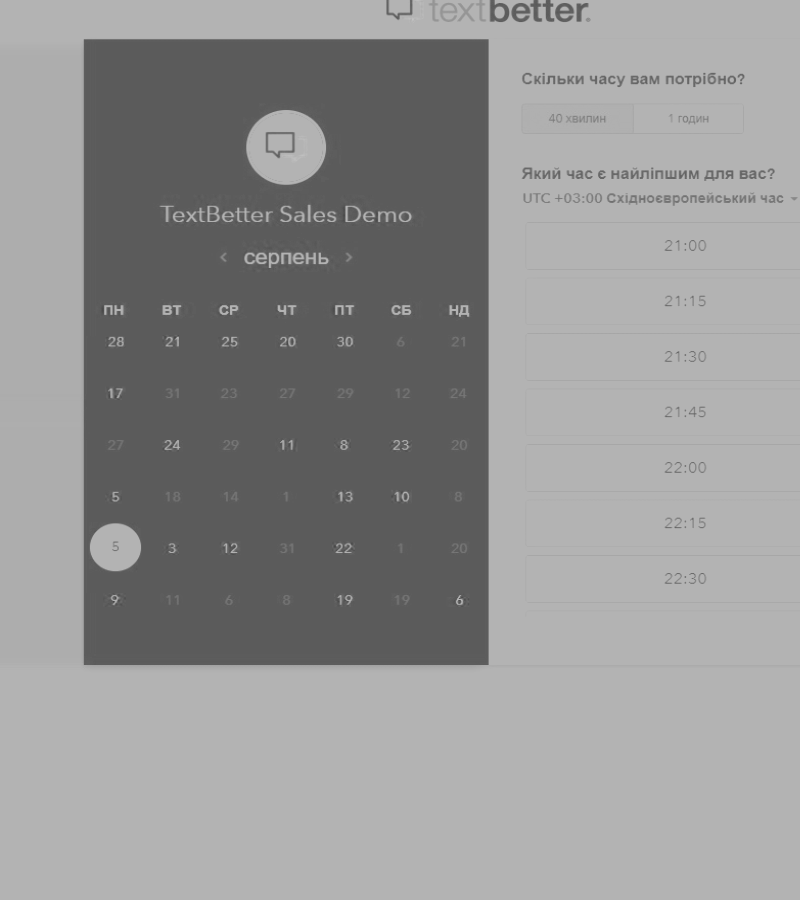 textbetter.
TextBetter Sales Demo
‹ серпень ›
ПН ВТ СР ЧТ ПТ СБ НД
28 21 25 20 30 6 21
17 31 23 27 29 12 24
27 24 29 11 8 23 20
5 18 14 1 13 10 8
5 3 12 31 22 1 20
9 11 6 8 19 19 6
Скільки часу вам потрібно?
40 хвилин 1 годин
Який час є найліпшим для вас?
UTC +03:00 Східноєвропейський час
21:00
21:15
21:30
21:45
22:00
22:15
22:30